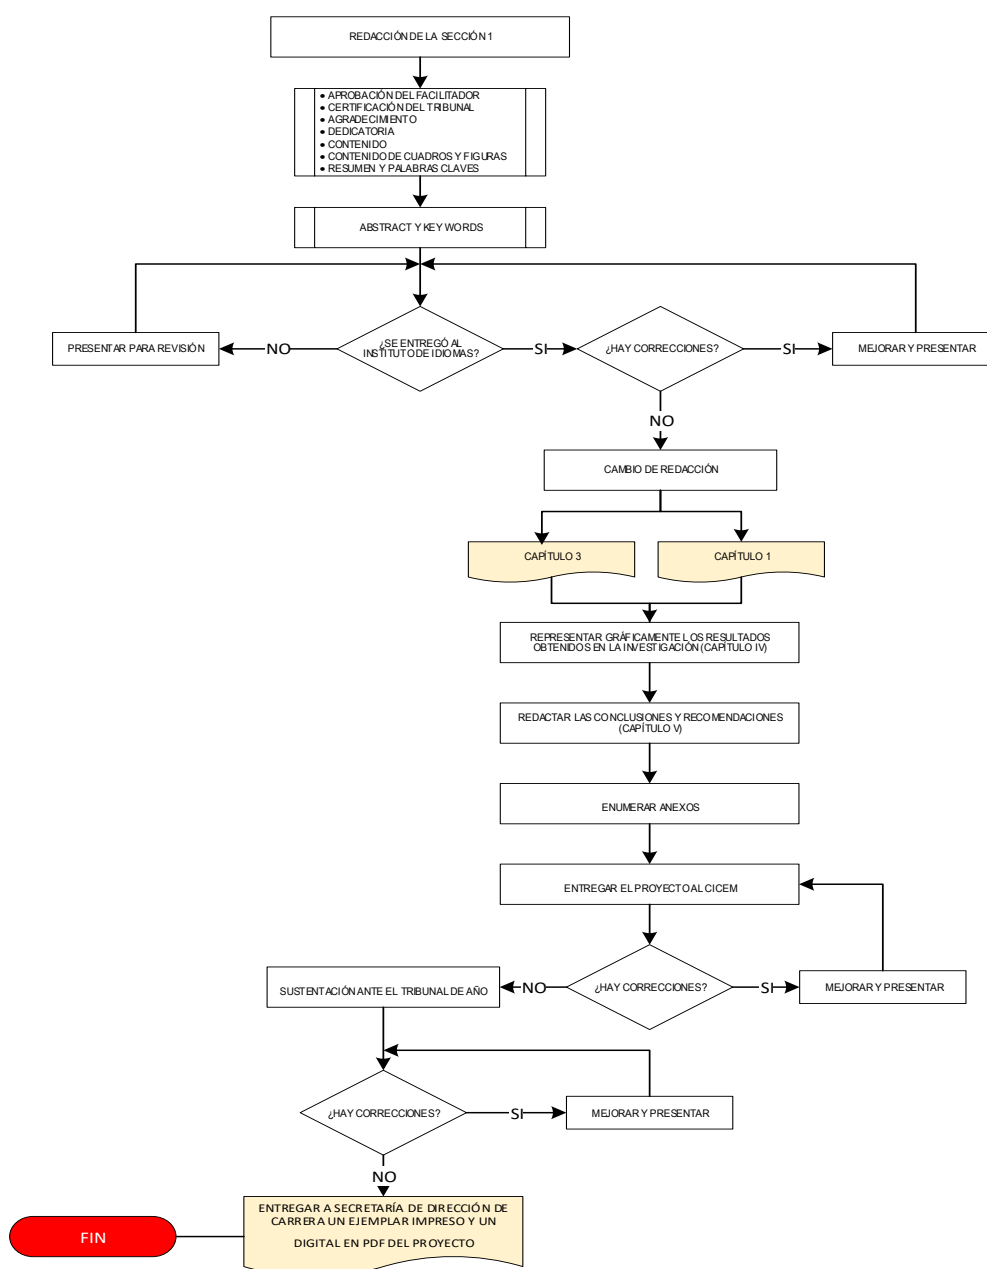 REDACCIÓN DE LA SECCIÓN 1
• APROBACIÓN DEL FACILITADOR
• CERTIFICACIÓN DEL TRIBUNAL
• AGRADECIMIENTO
• DEDICATORIA
• CONTENIDO
• CONTENIDO DE CUADROS Y FIGURAS
• RESUMEN Y PALABRAS CLAVES
ABSTRACT Y KEY WORDS
PRESENTAR PARA REVISIÓN
NO
¿SE ENTREGÓ AL
INSTITUTO DE IDIOMAS?
SI
¿HAY CORRECCIONES?
SI
MEJORAR Y PRESENTAR
NO
CAMBIO DE REDACCIÓN
CAPÍTULO 3
CAPÍTULO 1
REPRESENTAR GRÁFICAMENTE LOS RESULTADOS
OBTENIDOS EN LA INVESTIGACIÓN (CAPÍTULO IV)
REDACTAR LAS CONCLUSIONES Y RECOMENDACIONES
(CAPÍTULO V)
ENUMERAR ANEXOS
ENTREGAR EL PROYECTO AL CICEM
SUSTENTACIÓN ANTE EL TRIBUNAL DE AÑO
NO
¿HAY CORRECCIONES?
SI
MEJORAR Y PRESENTAR
¿HAY CORRECCIONES?
SI
MEJORAR Y PRESENTAR
NO
ENTREGAR A SECRETARÍA DE DIRECCIÓN DE
CARRERA UN EJEMPLAR IMPRESO Y UN
DIGITAL EN PDF DEL PROYECTO
FIN